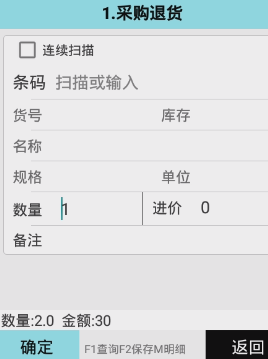 1.采购退货
连续扫描
条码 扫描或输入
货号 库存
名称
规格 单位
数量 1 进价 0
备注
数量:2.0 金额:30
确定 F1查询F2保存M明细 返回